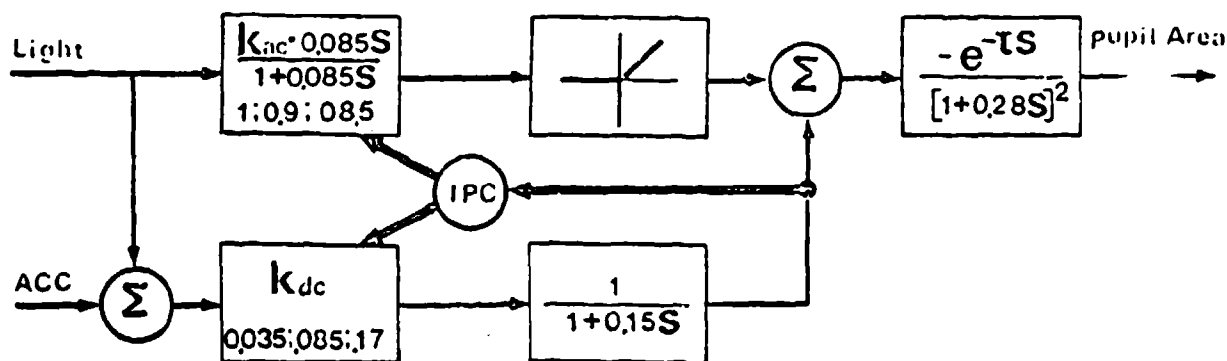 Light
Kac·0.085S
1+0.085S
1;0.9;08.5
Σ
-e^-τS
[1+0.28S]²
pupil Area
IPC
ACC
Σ
Kdc
0.035;.085;.17
1
1+0.15S